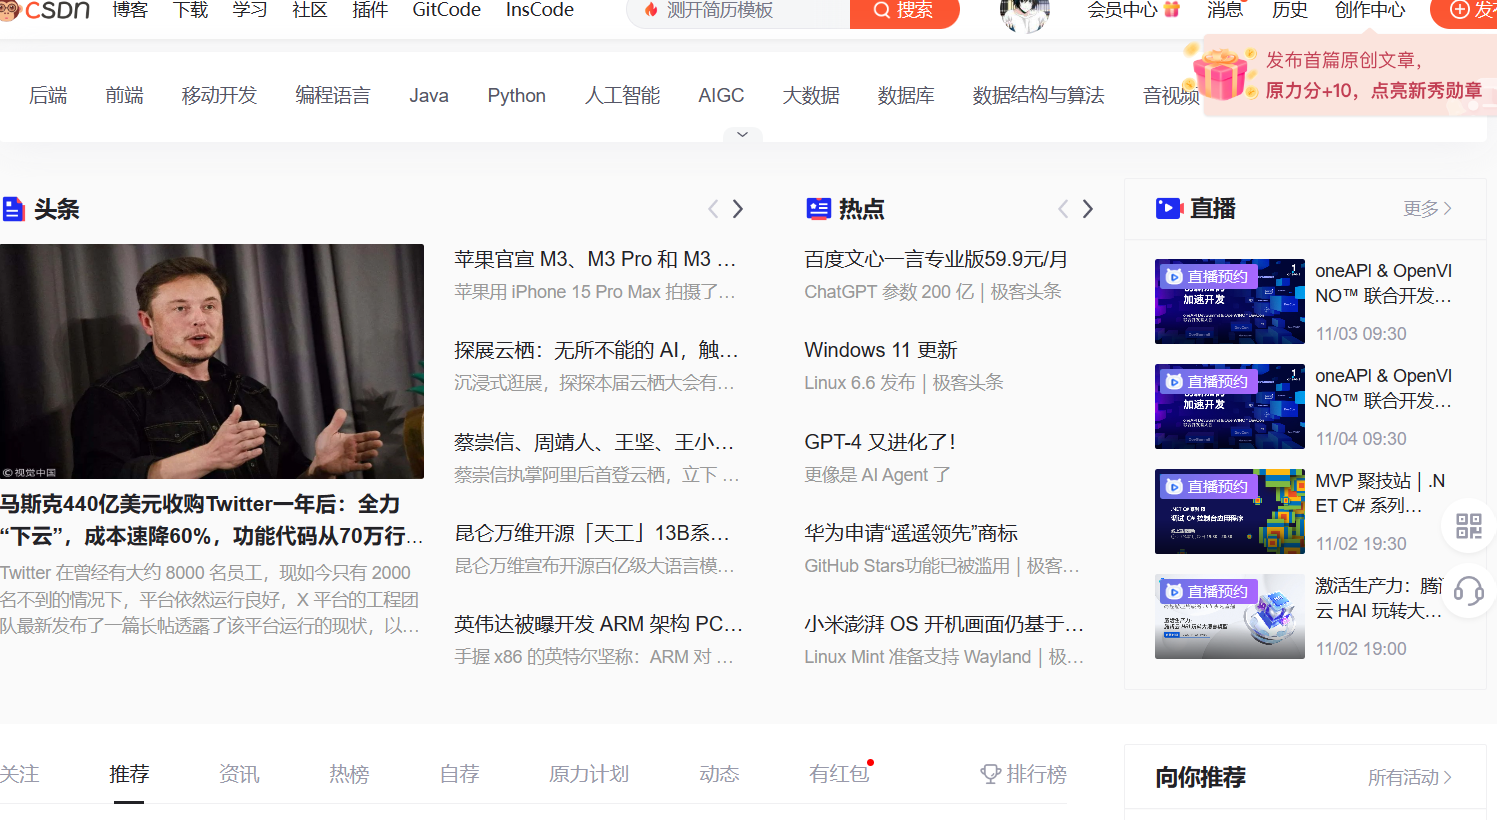 CSDN 博客 下载 学习 社区 插件 GitCode InsCode 测开简历模板 搜索 会员中心 消息 历史 创作中心
发布首篇原创文章，
原力分+10，点亮新秀勋章
后端 前端 移动开发 编程语言 Java Python 人工智能 AIGC 大数据 数据库 数据结构与算法 音视频
头条
© 视觉中国
马斯克440亿美元收购Twitter一年后：全力
“下云”，成本速降60%，功能代码从70万行...
Twitter 在曾经有大约 8000 名员工，现如今只有 2000
名不到的情况下，平台依然运行良好，X 平台的工程团
队最新发布了一篇长帖透露了该平台运行的现状，以...
苹果官宣 M3、M3 Pro 和 M3 ...
苹果用 iPhone 15 Pro Max 拍摄了...
探展云栖：无所不能的 AI，触...
沉浸式逛展，探探本届云栖大会有...
蔡崇信、周靖人、王坚、王小...
蔡崇信执掌阿里后首登云栖，立下 ...
昆仑万维开源「天工」13B系...
昆仑万维宣布开源百亿级大语言模...
英伟达被曝开发 ARM 架构 PC...
手握 x86 的英特尔坚称：ARM 对 ...
热点
百度文心一言专业版59.9元/月
ChatGPT 参数 200 亿 | 极客头条
Windows 11 更新
Linux 6.6 发布 | 极客头条
GPT-4 又进化了！
更像是 AI Agent 了
华为申请“遥遥领先”商标
GitHub Stars功能已被滥用 | 极客...
小米澎湃 OS 开机画面仍基于...
Linux Mint 准备支持 Wayland | 极...
直播
更多
直播预约
加速开发
oneAPI & OpenVI
NO™ 联合开发...
11/03 09:30
直播预约
加速开发
oneAPI & OpenVI
NO™ 联合开发...
11/04 09:30
直播预约
调试 C# 控制台应用程序
MVP 聚技站 | .N
ET C# 系列...
11/02 19:30
直播预约
激活生产力：腾
云 HAI 玩转大...
11/02 19:00
关注 推荐 资讯 热榜 自荐 原力计划 动态 有红包 排行榜
向你推荐
所有活动